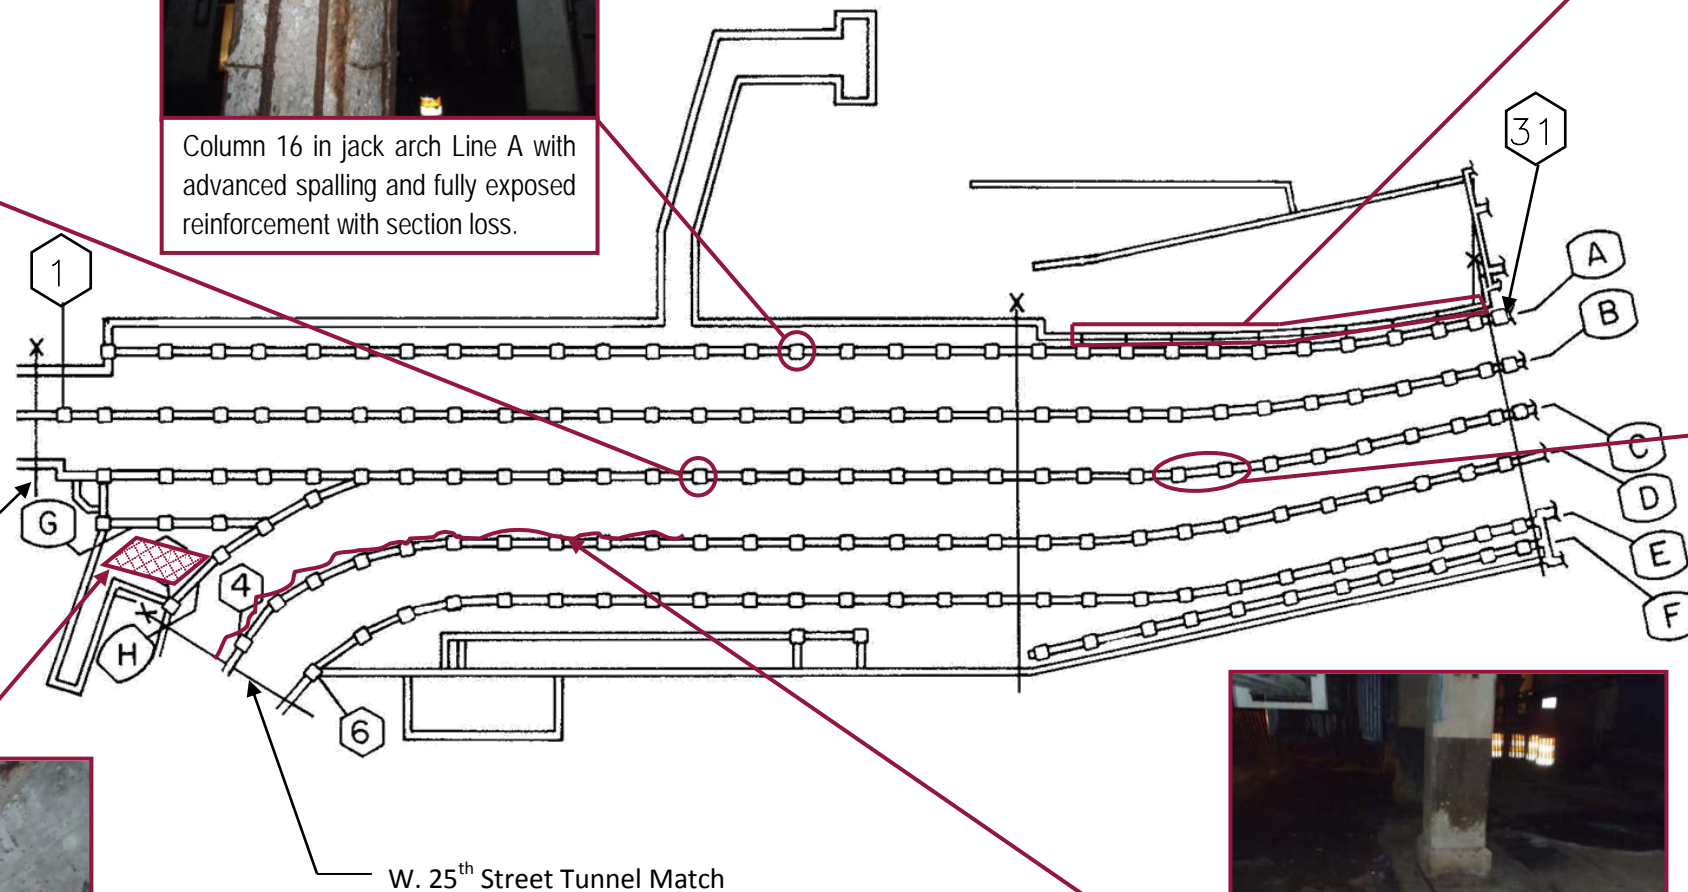 Column 16 in jack arch Line A with
advanced spalling and fully exposed
reinforcement with section loss.
31
1
A
B
C
D
E
F
G
H
4
6
W. 25th Street Tunnel Match